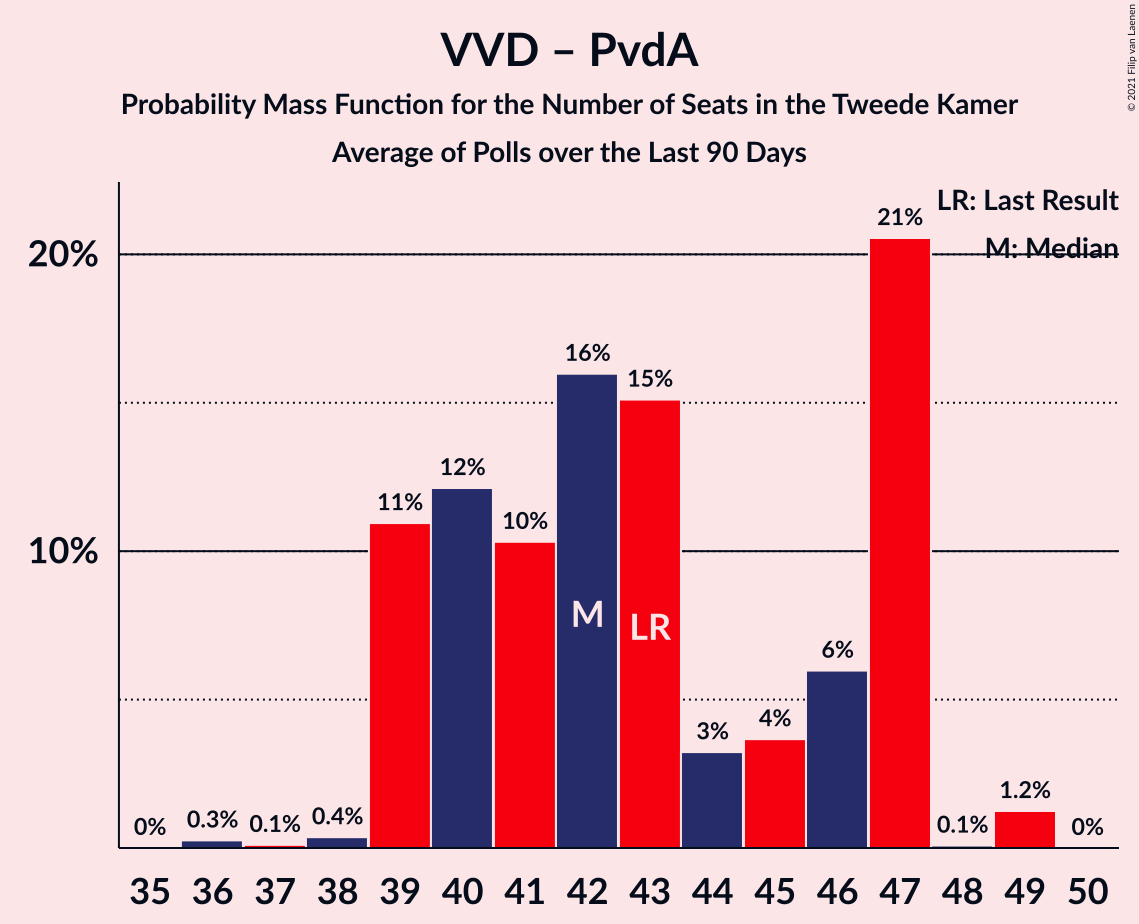 VVD – PvdA
Probability Mass Function for the Number of Seats in the Tweede Kamer
Average of Polls over the Last 90 Days
© 2021 Filip van Laenen
LR: Last Result
M: Median
20%
10%
0%
0.3%
0.1%
0.4%
11%
12%
10%
16%
15%
3%
4%
6%
21%
0.1%
1.2%
0%
M
LR
35 36 37 38 39 40 41 42 43 44 45 46 47 48 49 50